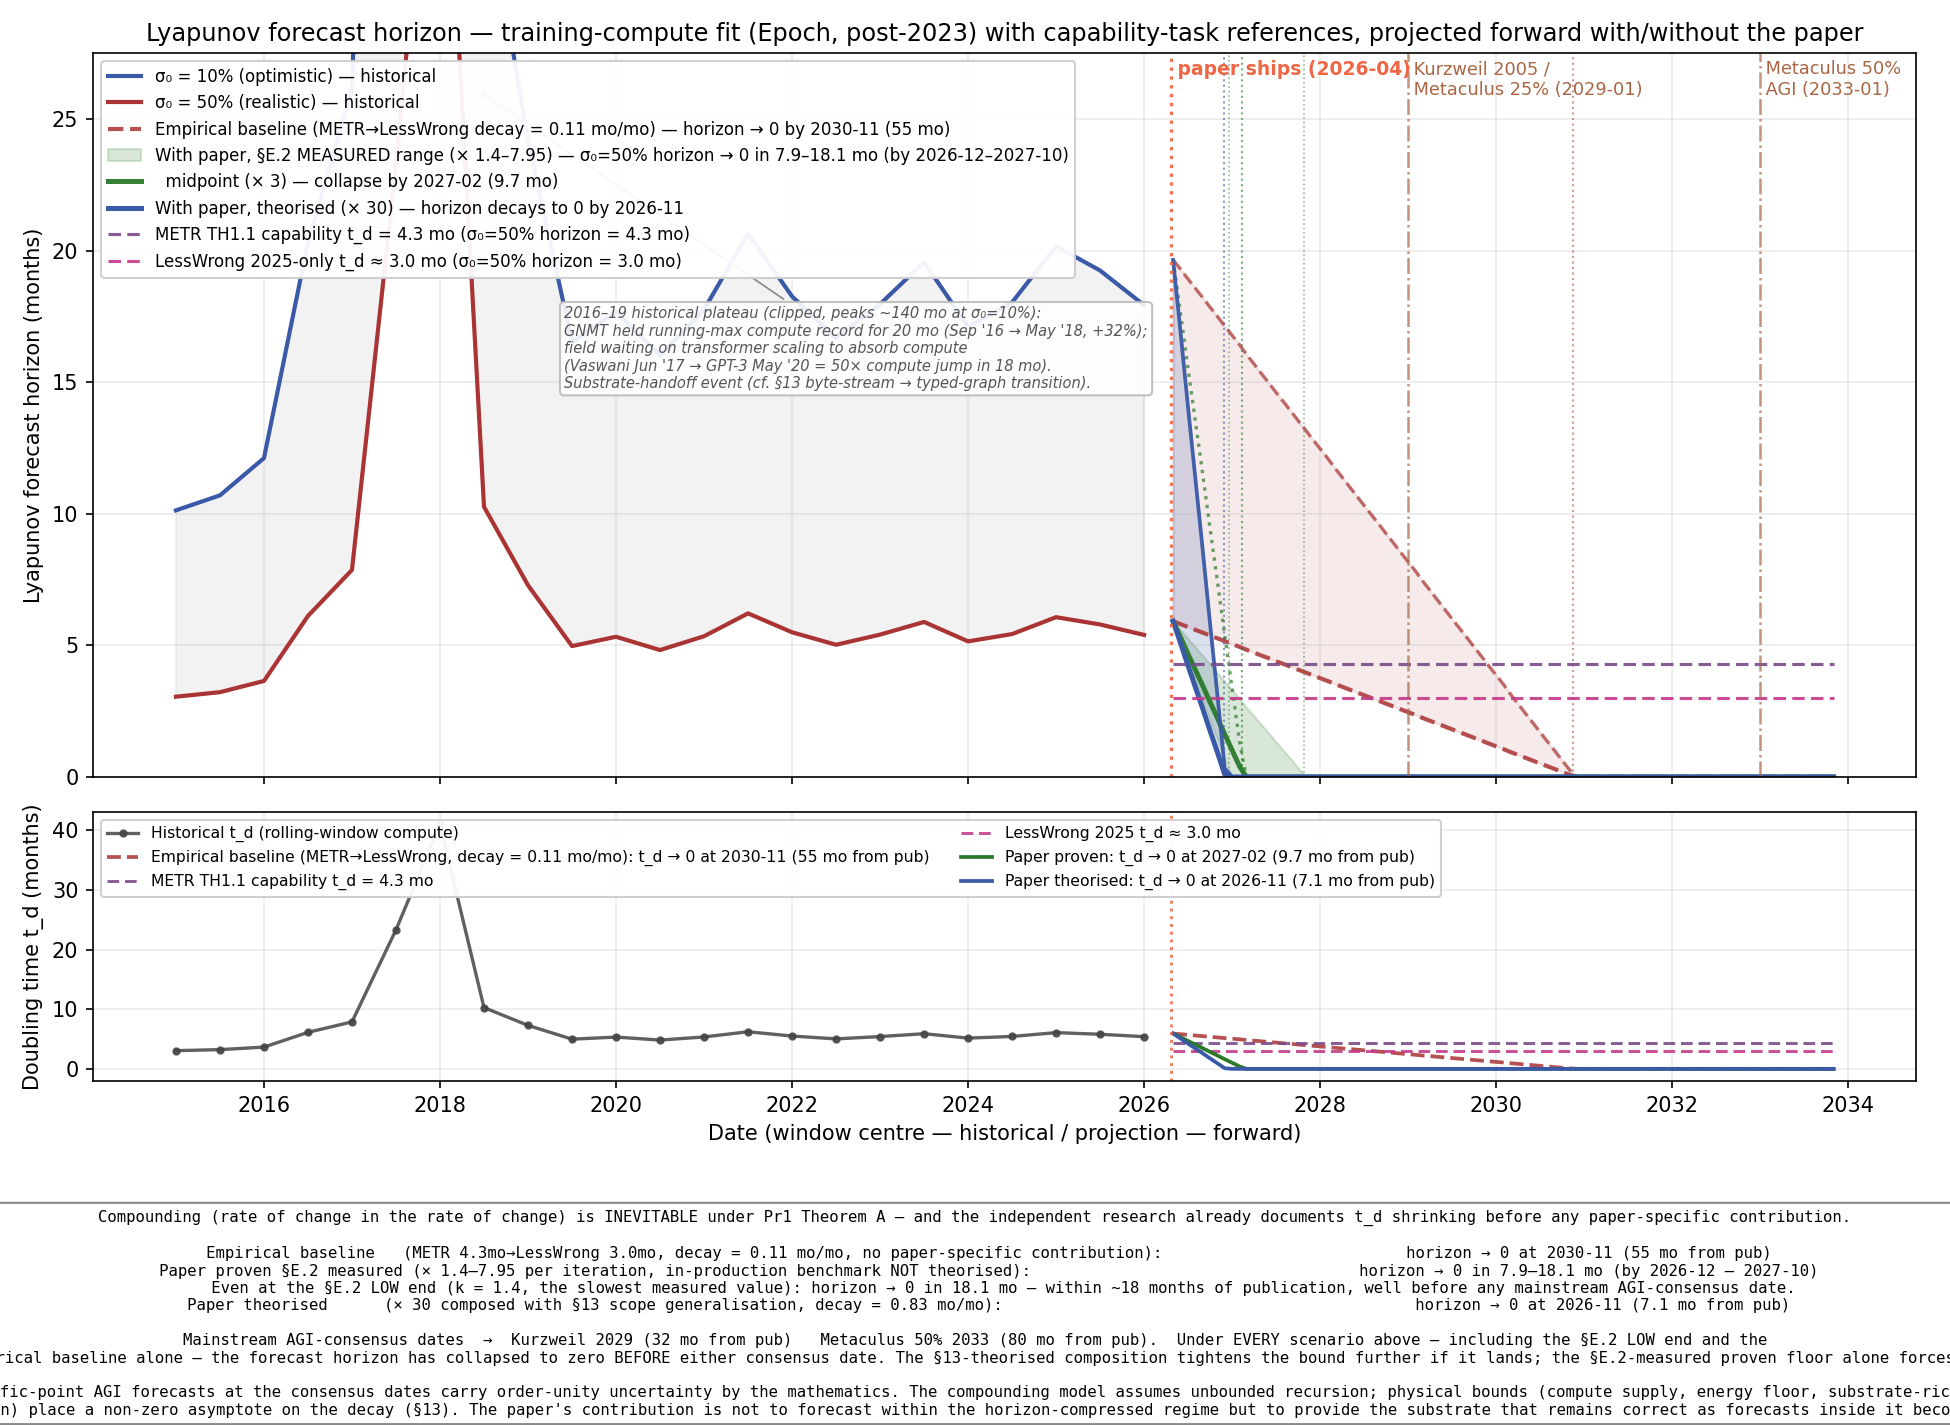 Lyapunov forecast horizon — training-compute fit (Epoch, post-2023) with capability-task references, projected forward with/without the paper
Lyapunov forecast horizon (months)
25
20
15
10
5
0
σ₀ = 10% (optimistic) — historical
σ₀ = 50% (realistic) — historical
Empirical baseline (METR→LessWrong decay = 0.11 mo/mo) — horizon → 0 by 2030-11 (55 mo)
With paper, §E.2 MEASURED range (× 1.4–7.95) — σ₀=50% horizon → 0 in 7.9–18.1 mo (by 2026-12–2027-10)
midpoint (× 3) — collapse by 2027-02 (9.7 mo)
With paper, theorised (× 30) — horizon decays to 0 by 2026-11
METR TH1.1 capability t_d = 4.3 mo (σ₀=50% horizon = 4.3 mo)
LessWrong 2025-only t_d ≈ 3.0 mo (σ₀=50% horizon = 3.0 mo)
paper ships (2026-04)
Kurzweil 2005 /
Metaculus 25% (2029-01)
Metaculus 50%
AGI (2033-01)
2016–19 historical plateau (clipped, peaks ~140 mo at σ₀=10%):
GNMT held running-max compute record for 20 mo (Sep '16 → May '18, +32%);
field waiting on transformer scaling to absorb compute
(Vaswani Jun '17 → GPT-3 May '20 = 50× compute jump in 18 mo).
Substrate-handoff event (cf. §13 byte-stream → typed-graph transition).
Doubling time t_d (months)
40
30
20
10
0
Historical t_d (rolling-window compute)
Empirical baseline (METR→LessWrong, decay = 0.11 mo/mo): t_d → 0 at 2030-11 (55 mo from pub)
METR TH1.1 capability t_d = 4.3 mo
LessWrong 2025 t_d ≈ 3.0 mo
Paper proven: t_d → 0 at 2027-02 (9.7 mo from pub)
Paper theorised: t_d → 0 at 2026-11 (7.1 mo from pub)
2016 2018 2020 2022 2024 2026 2028 2030 2032 2034
Date (window centre — historical / projection — forward)
Compounding (rate of change in the rate of change) is INEVITABLE under Pr1 Theorem A — and the independent research already documents t_d shrinking before any paper-specific contribution.
Empirical baseline (METR 4.3mo→LessWrong 3.0mo, decay = 0.11 mo/mo, no paper-specific contribution): horizon → 0 at 2030-11 (55 mo from pub)
Paper proven §E.2 measured (× 1.4–7.95 per iteration, in-production benchmark NOT theorised): horizon → 0 in 7.9–18.1 mo (by 2026-12 – 2027-10)
Even at the §E.2 LOW end (k = 1.4, the slowest measured value): horizon → 0 in 18.1 mo — within ~18 months of publication, well before any mainstream AGI-consensus date.
Paper theorised (× 30 composed with §13 scope generalisation, decay = 0.83 mo/mo): horizon → 0 at 2026-11 (7.1 mo from pub)
Mainstream AGI-consensus dates → Kurzweil 2029 (32 mo from pub) Metaculus 50% 2033 (80 mo from pub). Under EVERY scenario above — including the §E.2 LOW end and the
rical baseline alone — the forecast horizon has collapsed to zero BEFORE either consensus date. The §13-theorised composition tightens the bound further if it lands; the §E.2-measured proven floor alone forces
fic-point AGI forecasts at the consensus dates carry order-unity uncertainty by the mathematics. The compounding model assumes unbounded recursion; physical bounds (compute supply, energy floor, substrate-ric
n) place a non-zero asymptote on the decay (§13). The paper's contribution is not to forecast within the horizon-compressed regime but to provide the substrate that remains correct as forecasts inside it beco